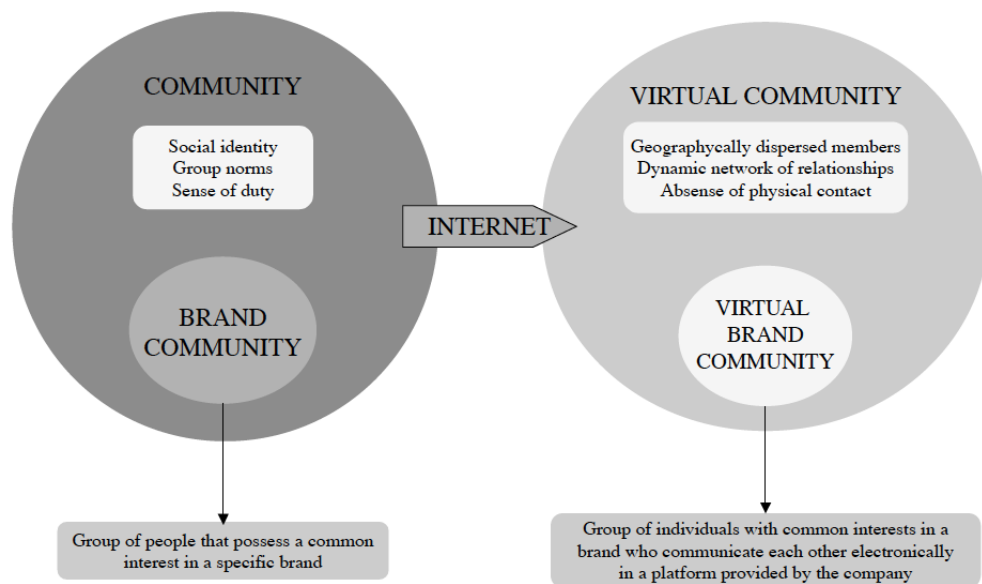 COMMUNITY
Social identity
Group norms
Sense of duty
BRAND
COMMUNITY
Group of people that possess a common
interest in a specific brand
INTERNET
VIRTUAL COMMUNITY
Geographycally dispersed members
Dynamic network of relationships
Absense of physical contact
VIRTUAL
BRAND
COMMUNITY
Group of individuals with common interests in a
brand who communicate each other electronically
in a platform provided by the company